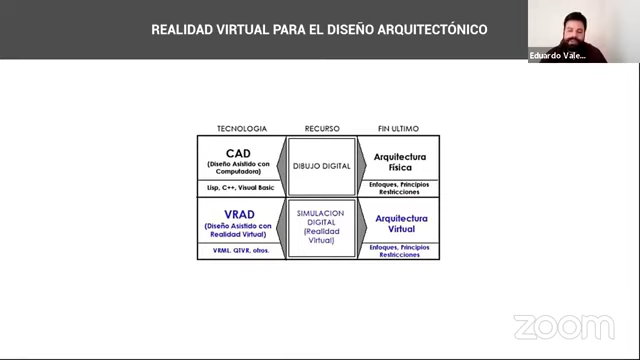 REALIDAD VIRTUAL PARA EL DISEÑO ARQUITECTÓNICO
Eduardo Vale...
TECNOLOGIA RECURSO FIN ULTIMO
CAD
(Diseño Asistido con
Computadora)
Lisp, C++, Visual Basic
DIBUJO DIGITAL
Arquitectura
Física
Enfoques, Principios
Restricciones
VRAD
(Diseño Asistido con
Realidad Virtual)
VRML. QTVR, otros.
SIMULACION
DIGITAL
(Realidad
Virtual)
Arquitectura
Virtual
Enfoques, Principios
Restricciones
zoom